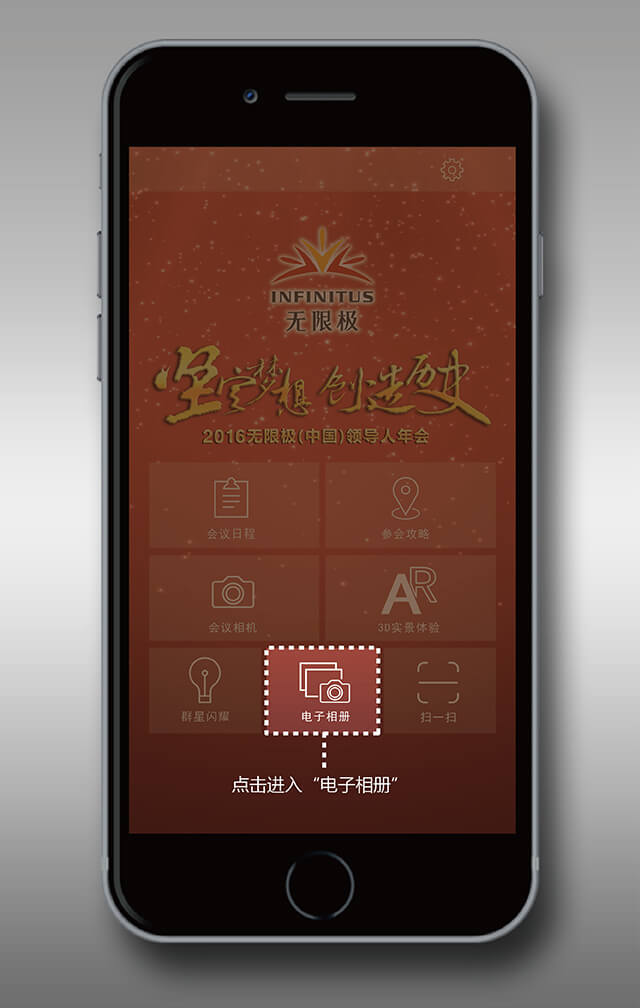 INFINITUS
无限极
坚定梦想 创造历史
2016无限极(中国)领导人年会
会议日程
参会攻略
会议相机
AR
3D实景体验
群星闪耀
电子相册
扫一扫
点击进入“电子相册”